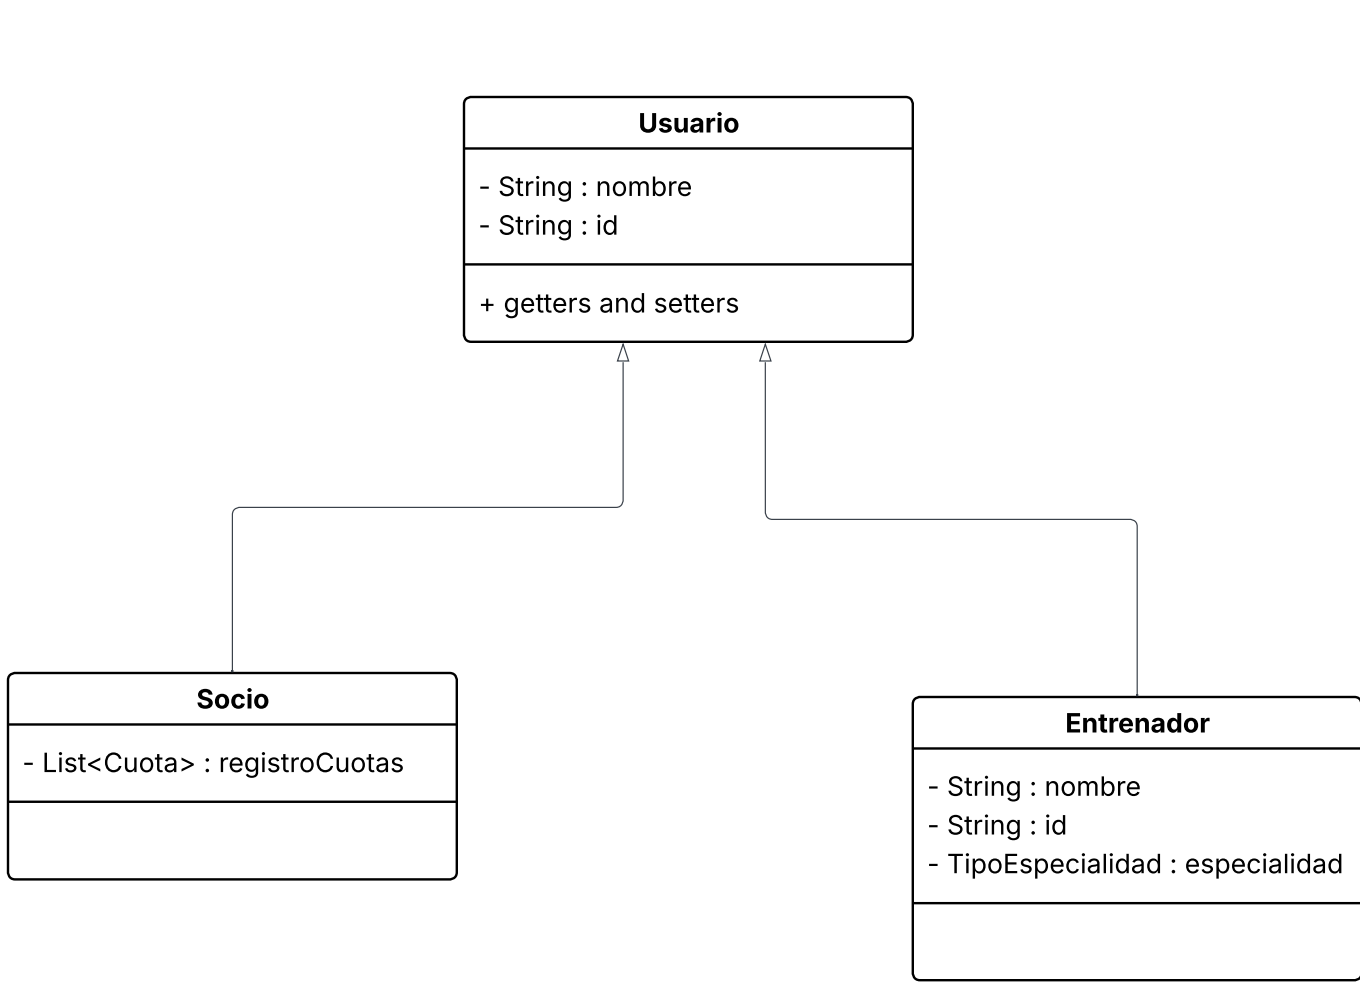 Usuario
- String : nombre
- String : id
+ getters and setters
Socio
- List<Cuota> : registroCuotas
Entrenador
- String : nombre
- String : id
- TipoEspecialidad : especialidad